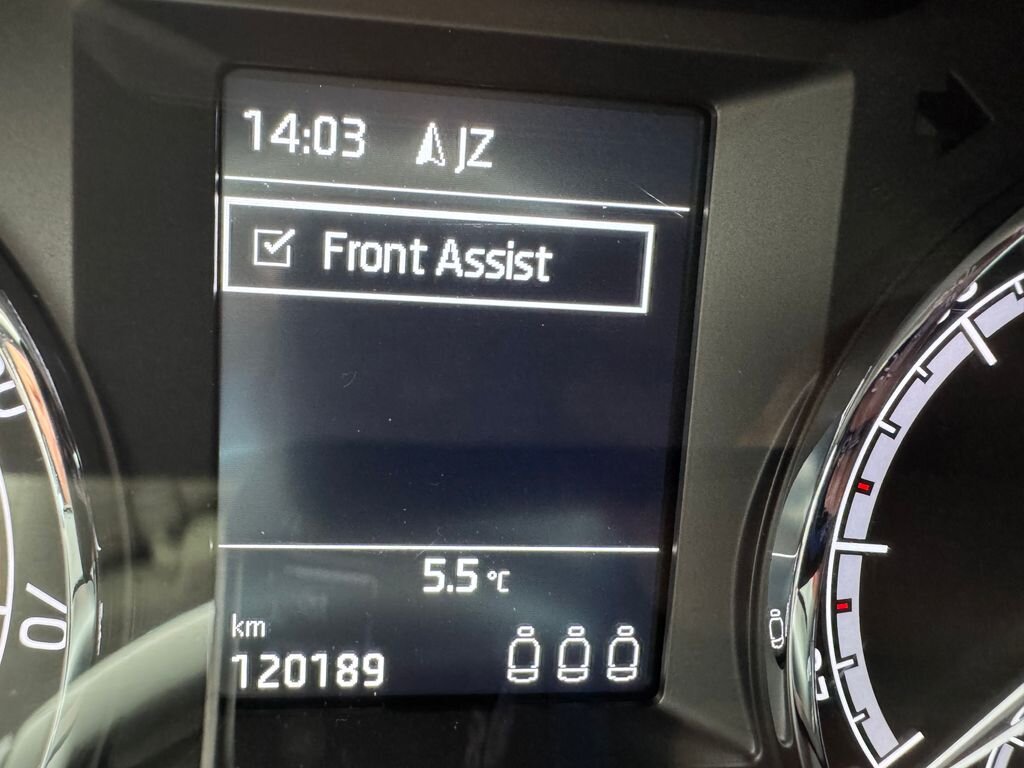 14:03 JZ
Front Assist
5.5 °C
km
120189